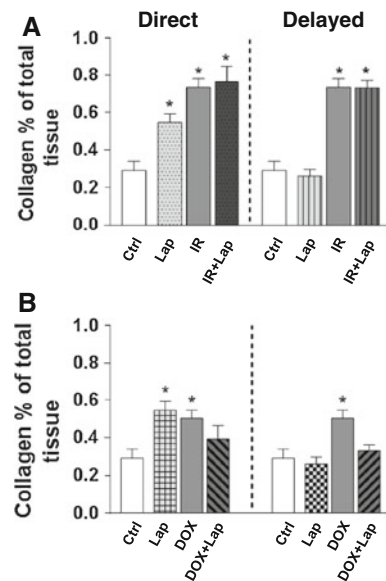 A
Direct
Delayed
Collagen % of total
tissue
1.0
0.8
0.6
0.4
0.2
0.0
*
*
*
*
*
Ctrl
Lap
IR
IR+Lap
Ctrl
Lap
IR
IR+Lap
B
Collagen % of total
tissue
1.0
0.8
0.6
0.4
0.2
0.0
*
*
*
Ctrl
Lap
DOX
DOX+Lap
Ctrl
Lap
DOX
DOX+Lap